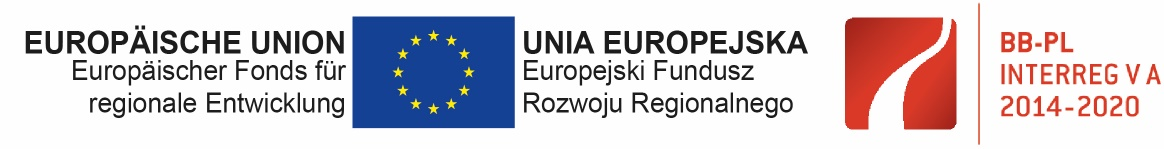 EUROPÄISCHE UNION
Europäischer Fonds für
regionale Entwicklung
UNIA EUROPEJSKA
Europejski Fundusz
Rozwoju Regionalnego
BB-PL
INTERREG V A
2014-2020